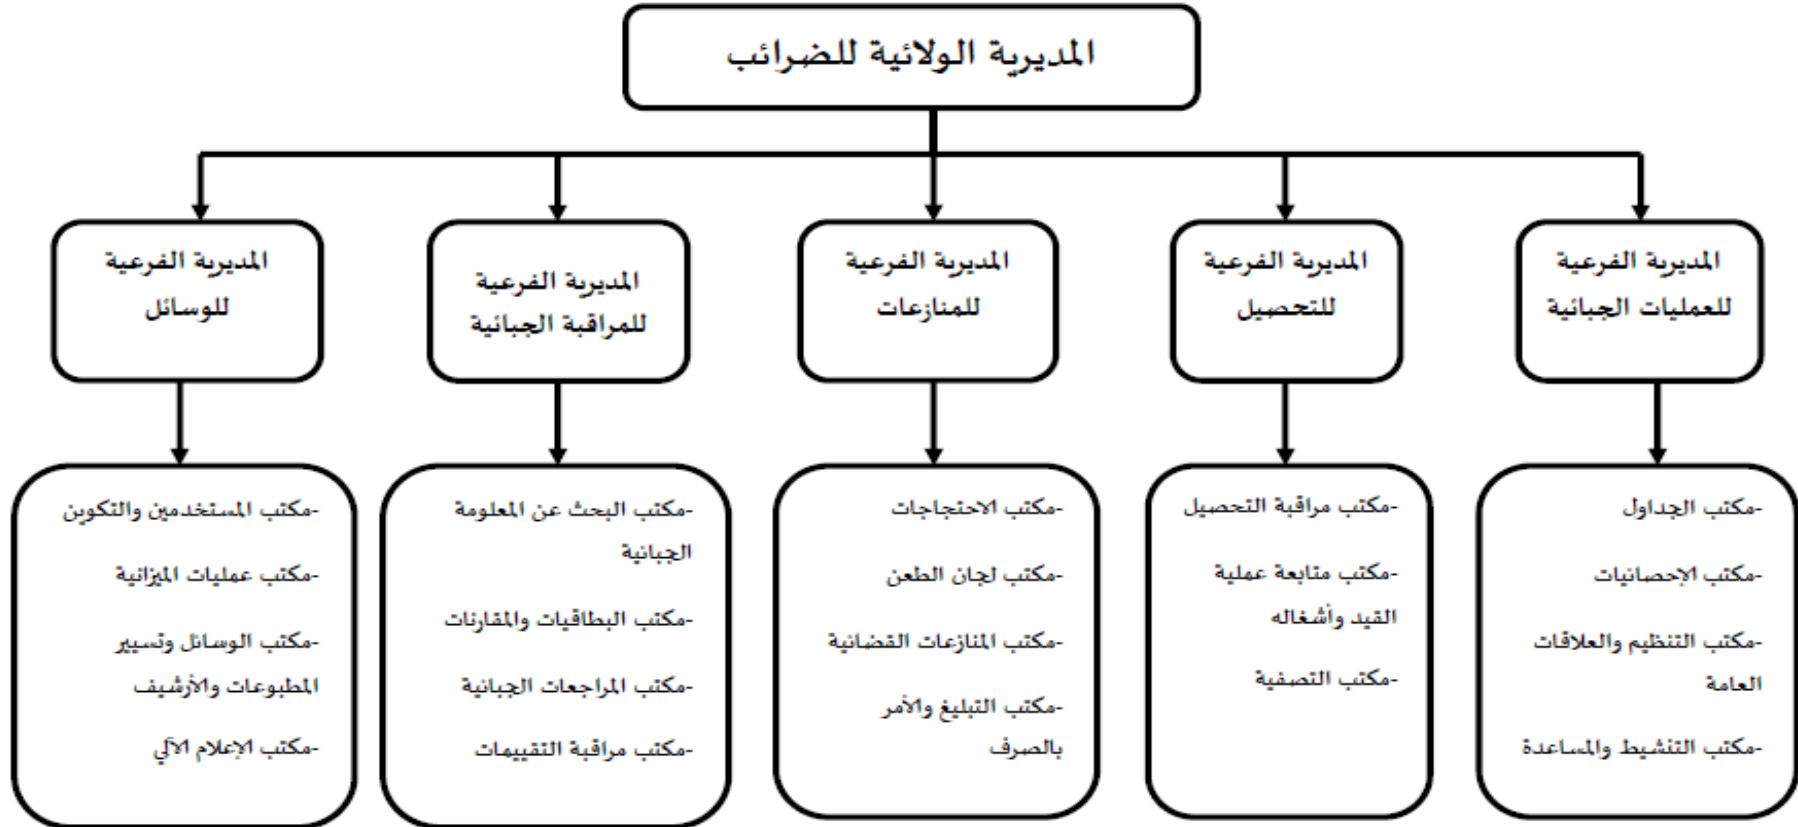 المديرية الولائية للضرائب
المديرية الفرعية
للعمليات الجبائية
المديرية الفرعية
للتحصيل
المديرية الفرعية
للمنازعات
المديرية الفرعية
للمراقبة الجبائية
المديرية الفرعية
للوسائل
-مكتب الجداول
-مكتب الإحصائيات
-مكتب التنظيم والعلاقات
العامة
-مكتب التنشيط والمساعدة
-مكتب مراقبة التحصيل
-مكتب متابعة عملية
القيد وأشغاله
-مكتب التصفية
-مكتب الاحتجاجات
-مكتب لجان الطعن
-مكتب المنازعات القضائية
-مكتب التبليغ والأمر
بالصرف
-مكتب البحث عن المعلومة
الجبائية
-مكتب البطاقيات والمقارنات
-مكتب المراجعات الجبائية
-مكتب مراقبة التقييمات
-مكتب المستخدمين والتكوين
-مكتب عمليات الميزانية
-مكتب الوسائل وتسيير
المطبوعات والأرشيف
-مكتب الإعلام الآلي